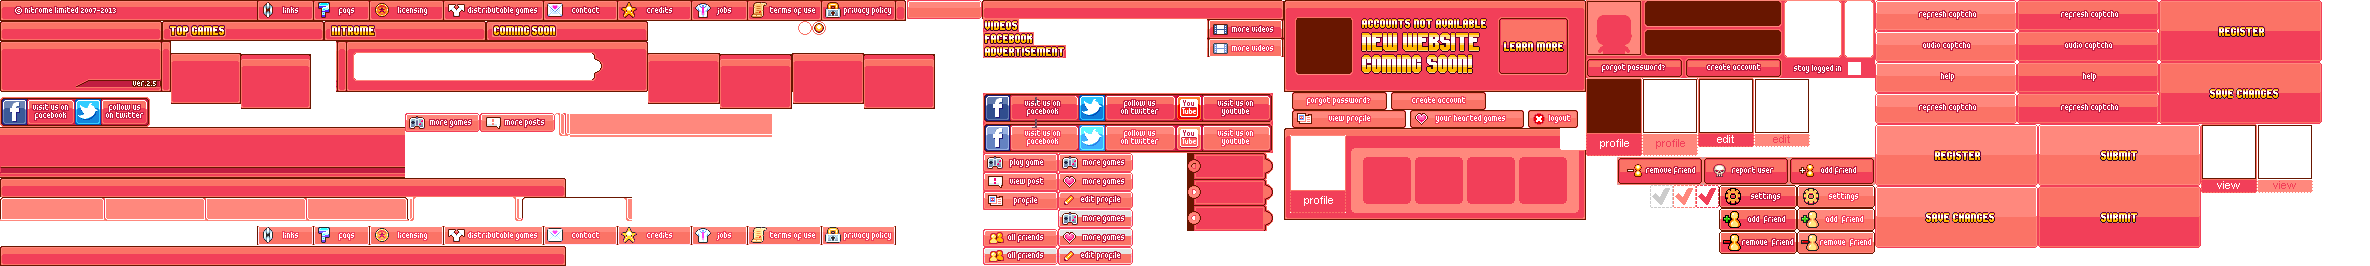 © nitrome limited 2007-2013
links
faqs
licensing
distributable games
contact
credits
jobs
terms of use
privacy policy
TOP GAMES
NITROME
COMING SOON
ver.2.5
visit us on
facebook
follow us
on twitter
more games
more posts
links
faqs
licensing
distributable games
contact
credits
jobs
terms of use
privacy policy
VIDEOS
FACEBOOK
ADVERTISEMENT
more videos
more videos
visit us on
facebook
follow us
on twitter
You
Tube
visit us on
youtube
visit us on
facebook
follow us
on twitter
You
Tube
visit us on
youtube
play game
more games
view post
more games
profile
edit profile
more games
all friends
more games
all friends
edit profile
ACCOUNTS NOT AVAILABLE
NEW WEBSITE
COMING SOON!
LEARN MORE
forgot password?
create account
view profile
your hearted games
logout
profile
forgot password?
create account
stay logged in
profile
profile
edit
edit
remove friend
report user
add friend
settings
settings
add friend
add friend
remove friend
remove friend
refresh captcha
refresh captcha
audio captcha
audio captcha
help
help
refresh captcha
refresh captcha
REGISTER
SAVE CHANGES
REGISTER
SUBMIT
SAVE CHANGES
SUBMIT
view
view